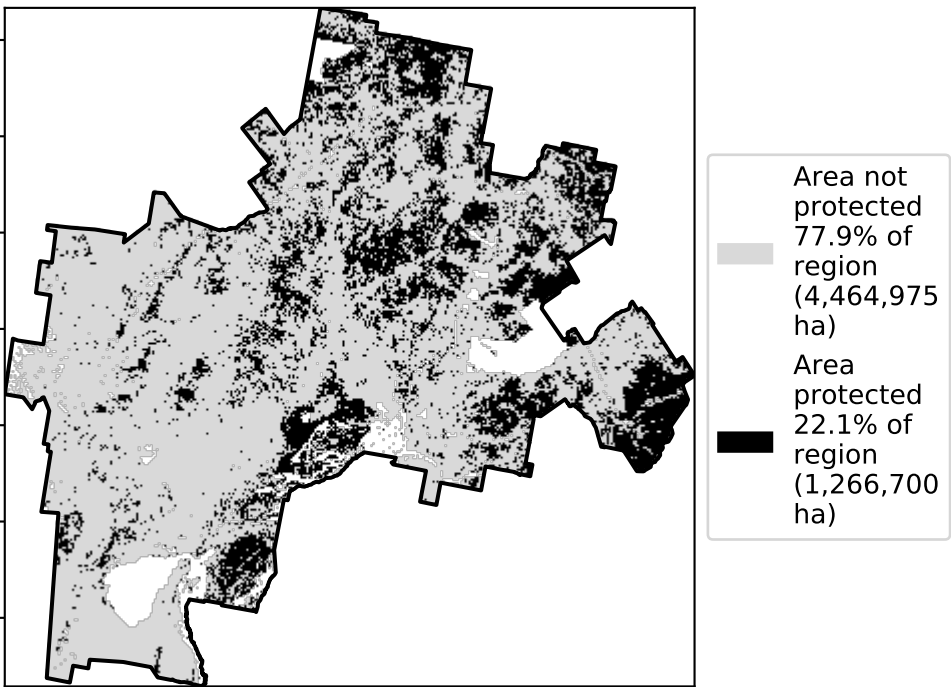 Area not
protected
77.9% of
region
(4,464,975
ha)
Area
protected
22.1% of
region
(1,266,700
ha)